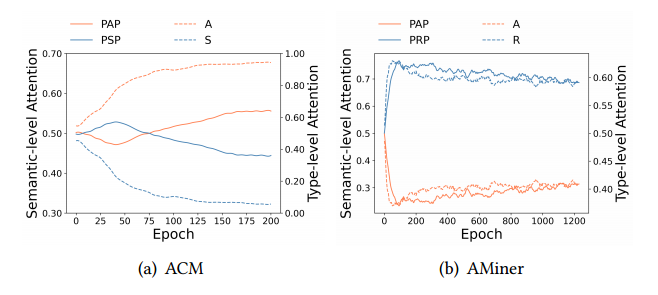 PAP A
PSP S
0.70
0.60
0.50
0.40
0.30
Semantic-level Attention
1.00
0.80
0.60
0.40
0.20
0.00
Type-level Attention
0 25 50 75 100 125 150 175 200
Epoch
(a) ACM
PAP A
PRP R
0.7
0.6
0.5
0.4
0.3
Semantic-level Attention
0.60
0.55
0.50
0.45
0.40
Type-level Attention
0 200 400 600 800 1000 1200
Epoch
(b) AMiner